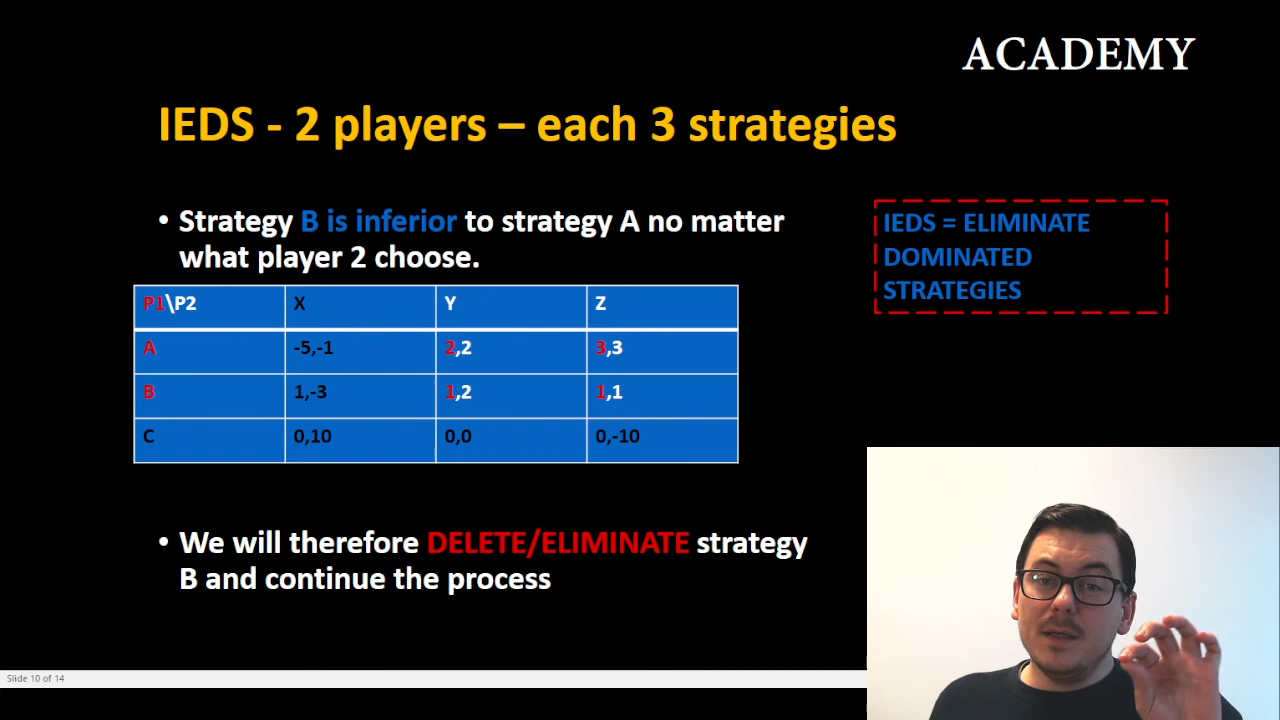 ACADEMY
IEDS - 2 players – each 3 strategies
• Strategy B is inferior to strategy A no matter
what player 2 choose.
IEDS = ELIMINATE
DOMINATED
STRATEGIES
P1\P2 X Y Z
A -5,-1 2,2 3,3
B 1,-3 1,2 1,1
C 0,10 0,0 0,-10
• We will therefore DELETE/ELIMINATE strategy
B and continue the process
Slide 10 of 14